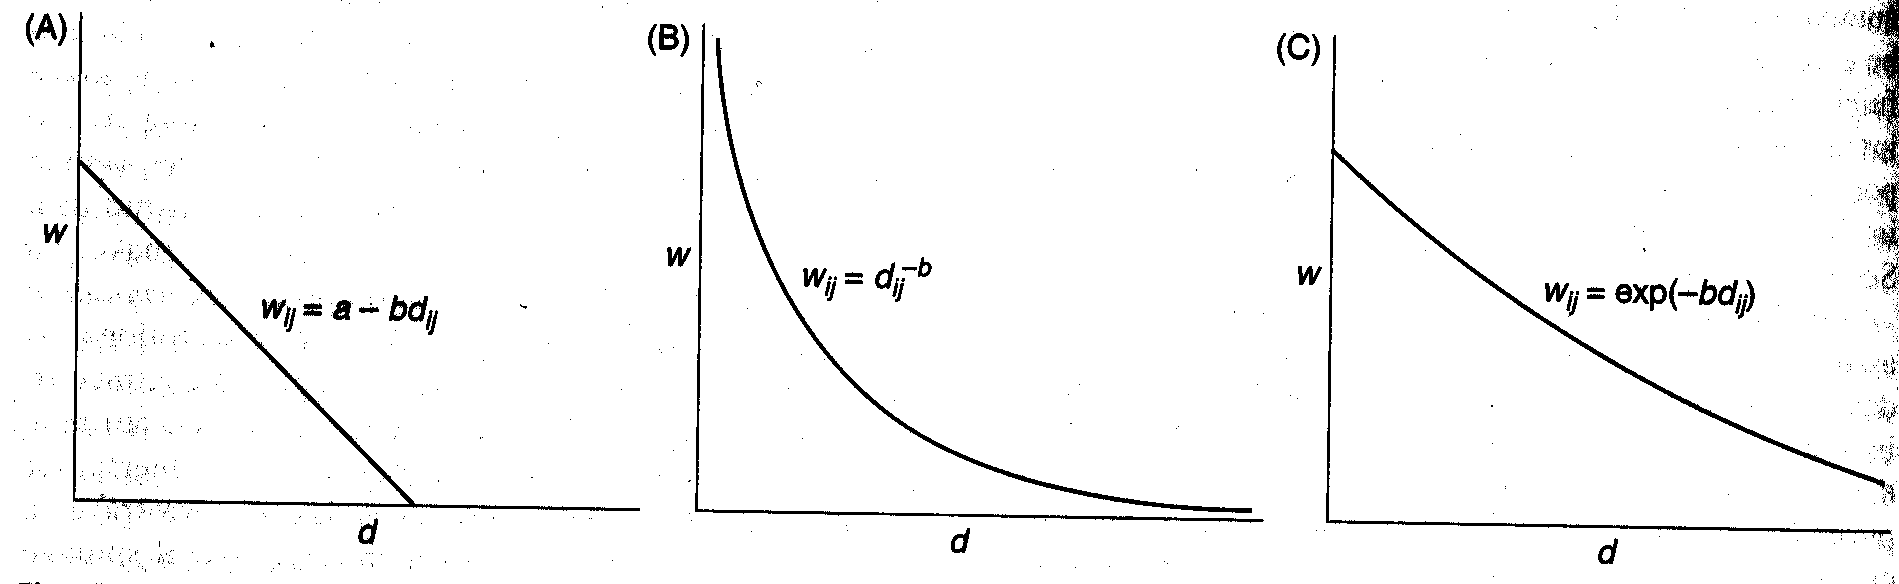 (A)
w
w_ij = a – bd_ij
d
(B)
w
w_ij = d_ij^–b
d
(C)
w
w_ij = exp(–bd_ij)
d